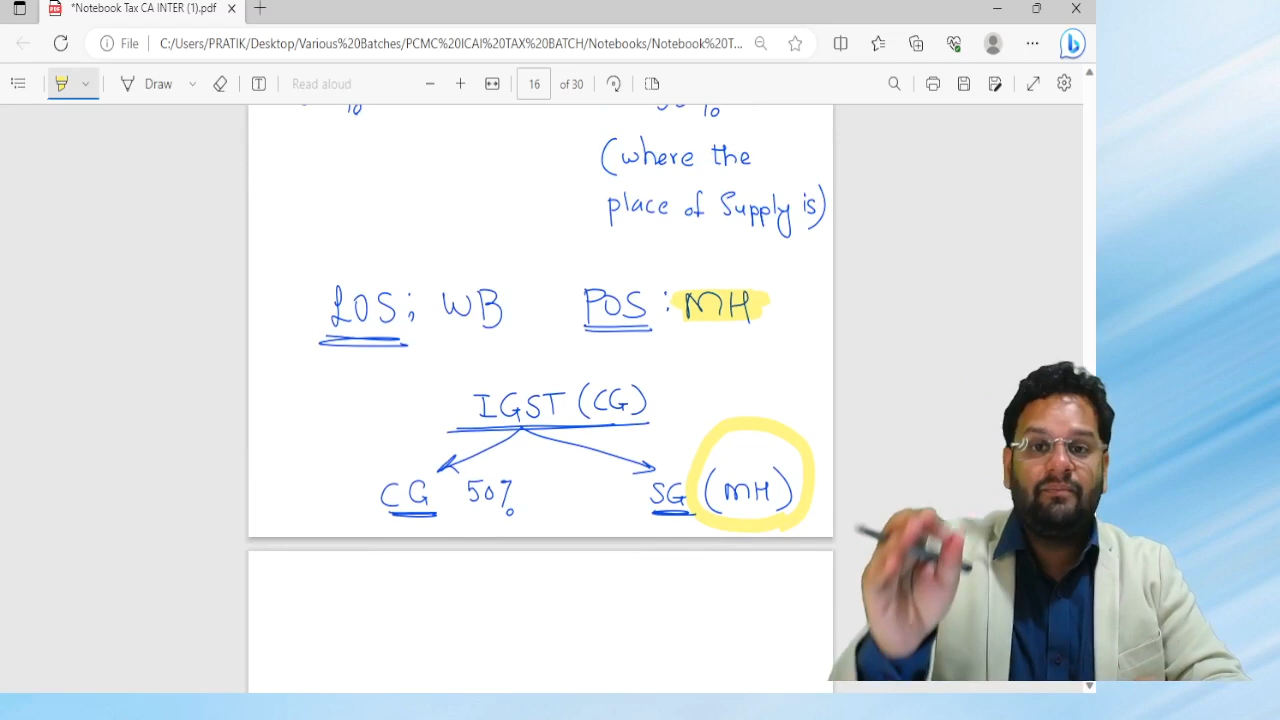 *Notebook Tax CA INTER (1).pdf
File C:/Users/PRATIK/Desktop/Various%20Batches/PCMC%20ICAI%20TAX%20BATCH/Notebooks/Notebook%20T...
Draw
Read aloud
16 of 30
(where the
place of Supply is)
LOS; WB POS: MH
IGST (CG)
CG 50% SG (MH)